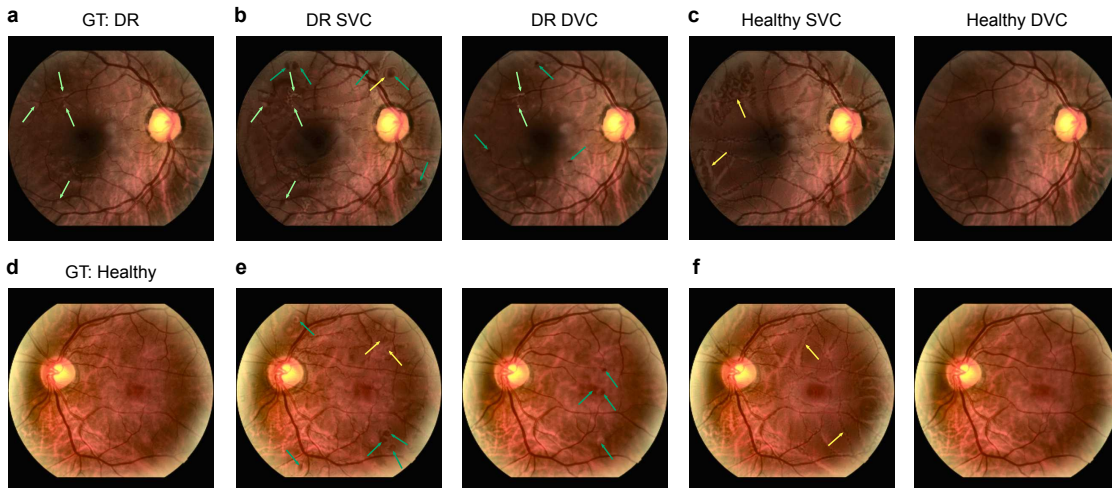 a GT: DR b DR SVC DR DVC c Healthy SVC Healthy DVC
d GT: Healthy e f